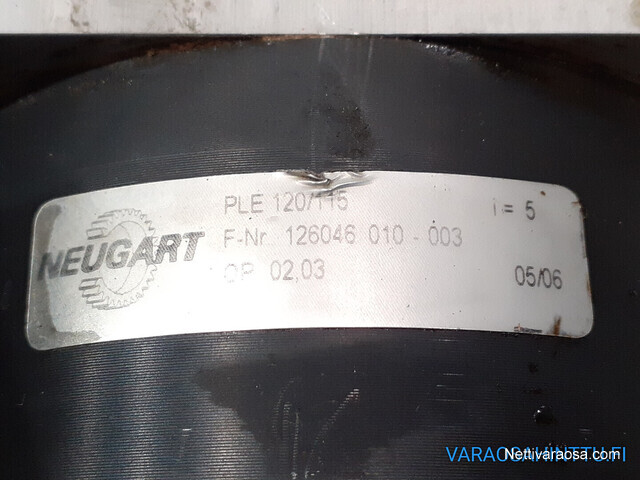 PLE 120/115 i = 5
NEUGART
F-Nr 126046 010 - 003
OP 02,03 05/06
Nettivaraosa.com